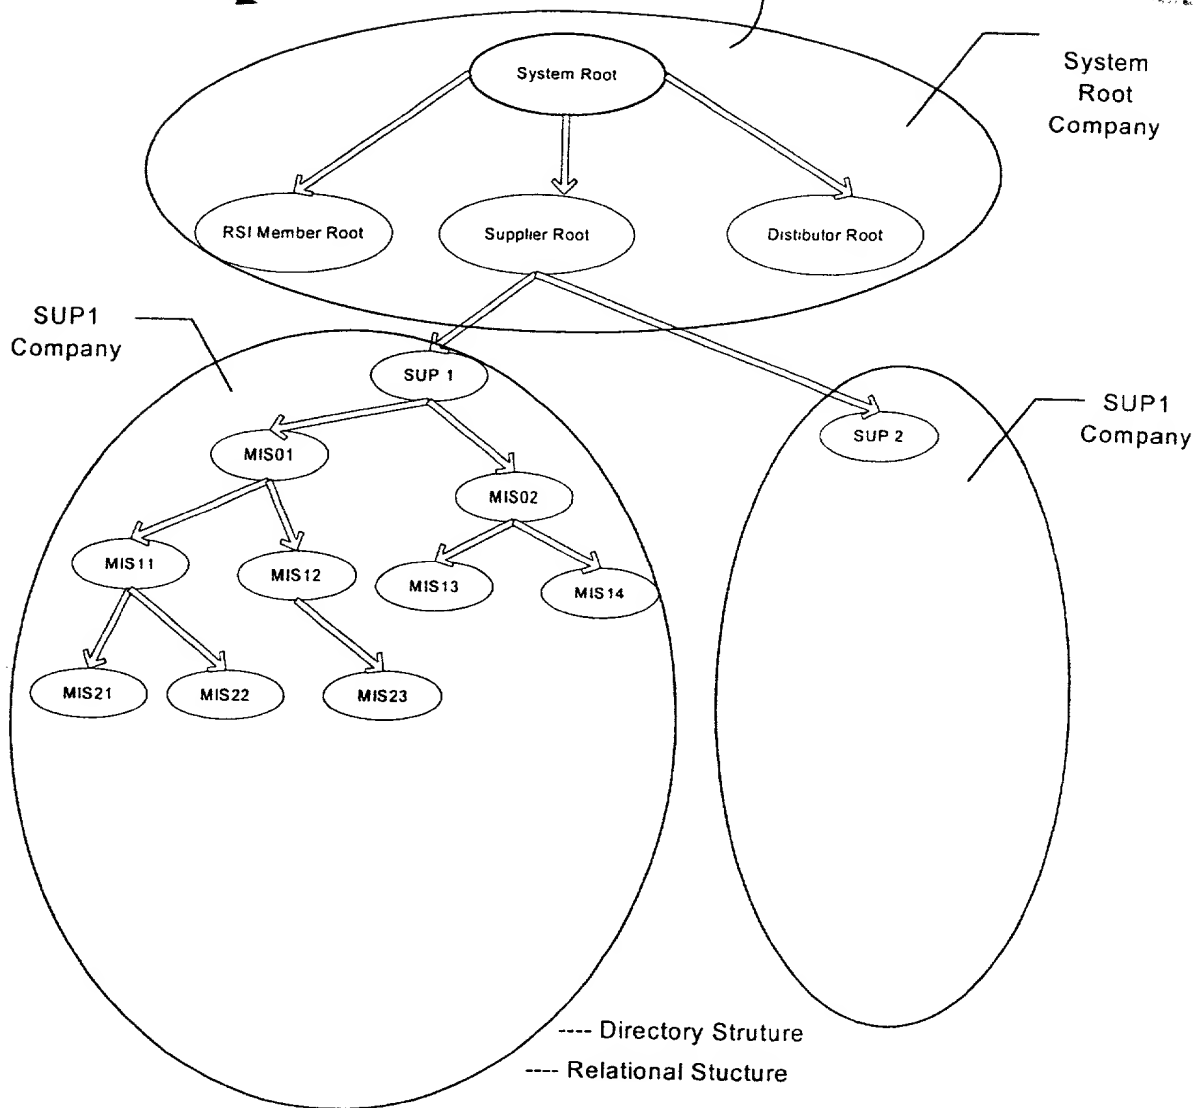 System Root
System
Root
Company
RSI Member Root
Supplier Root
Distibutor Root
SUP1
Company
SUP 1
SUP1
Company
SUP 2
MIS01
MIS02
MIS11
MIS12
MIS13
MIS14
MIS21
MIS22
MIS23
---- Directory Struture
---- Relational Stucture